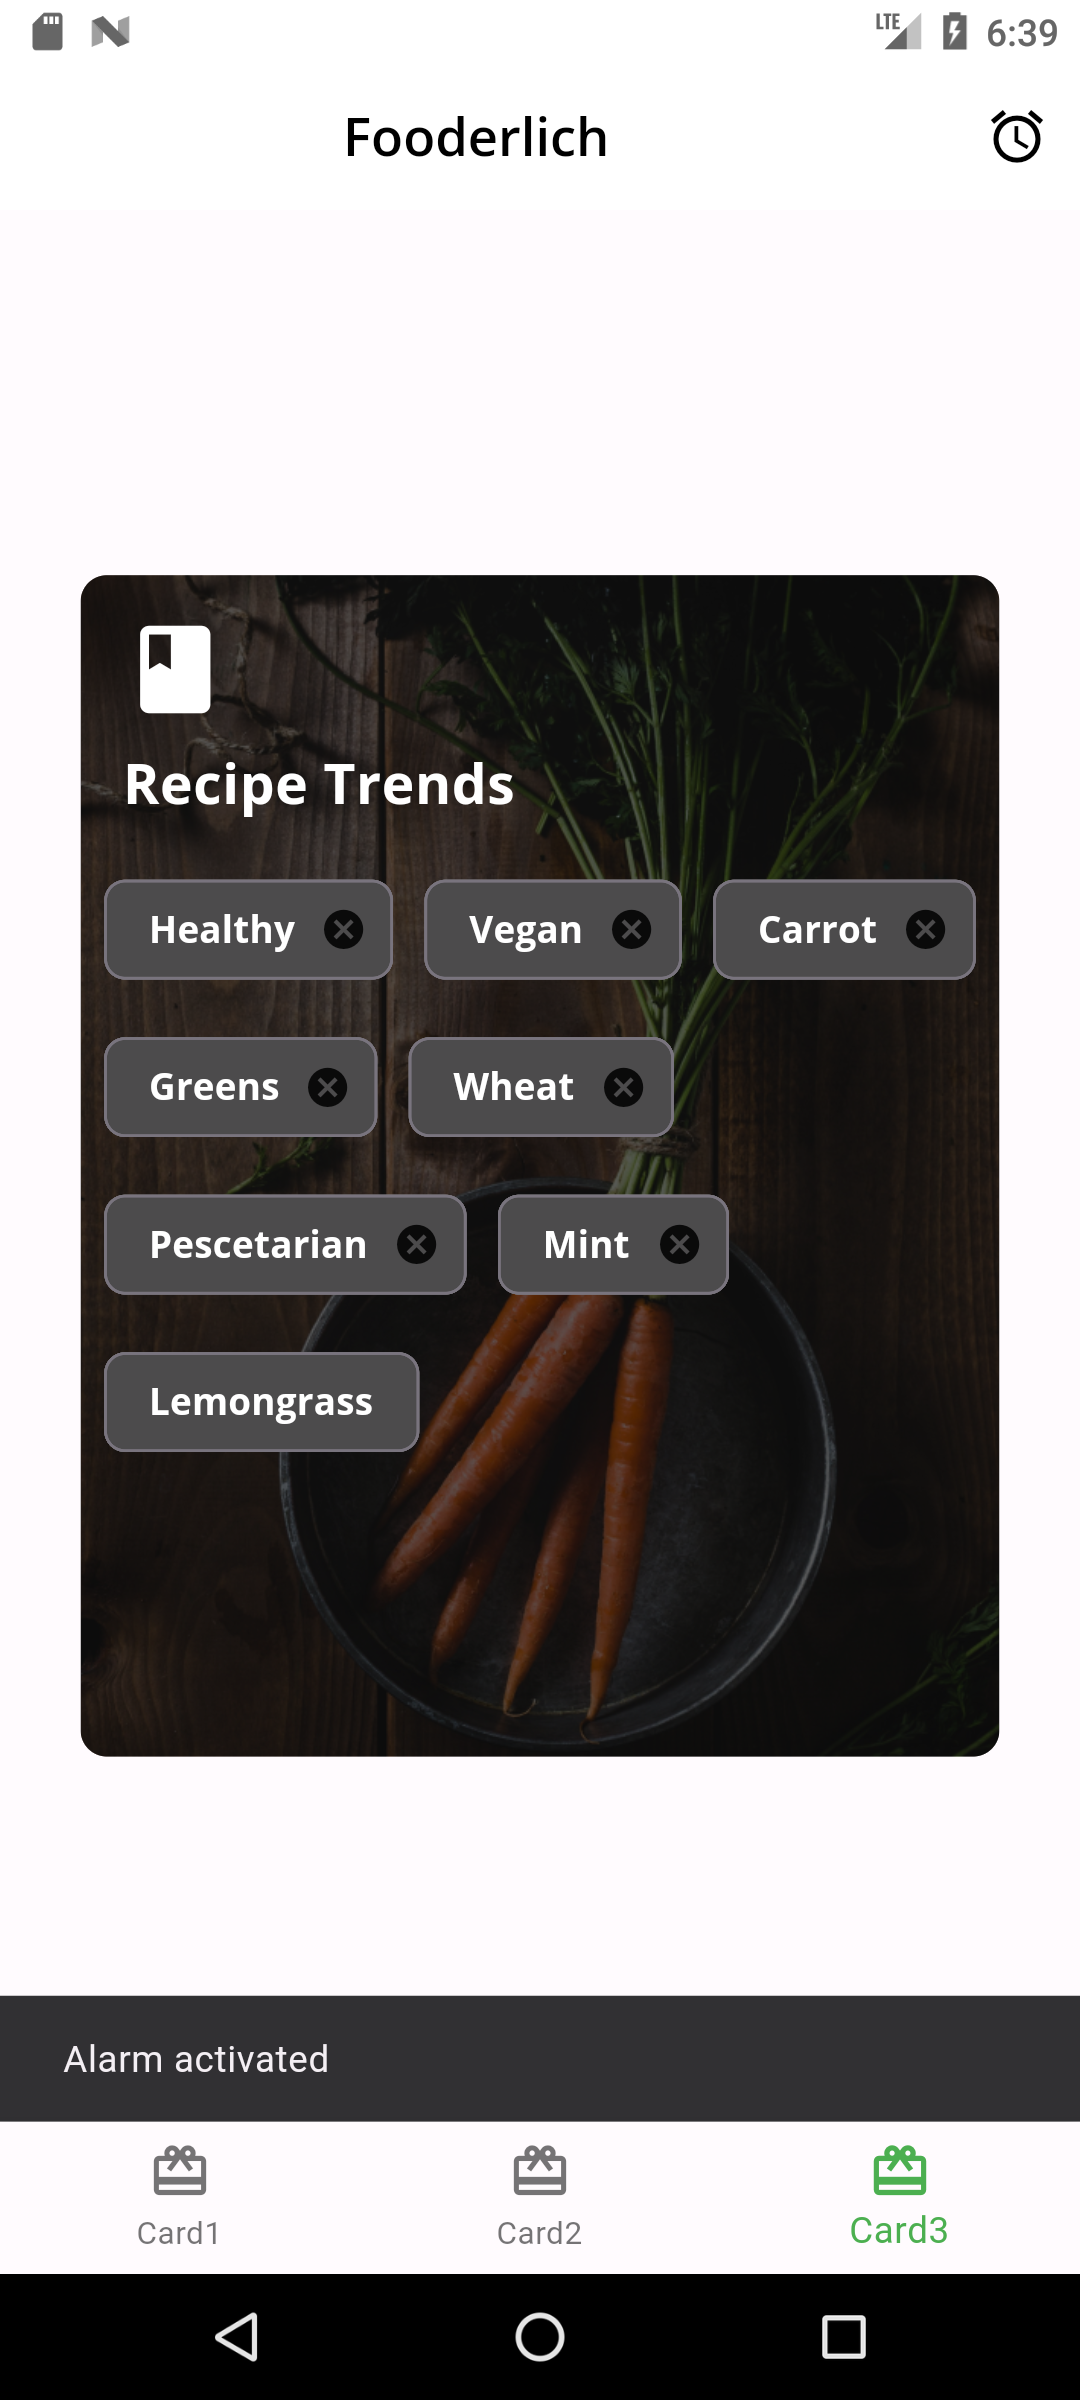 LTE 6:39
Fooderlich
Recipe Trends
Healthy Vegan Carrot
Greens Wheat
Pescetarian Mint
Lemongrass
Alarm activated
Card1 Card2 Card3